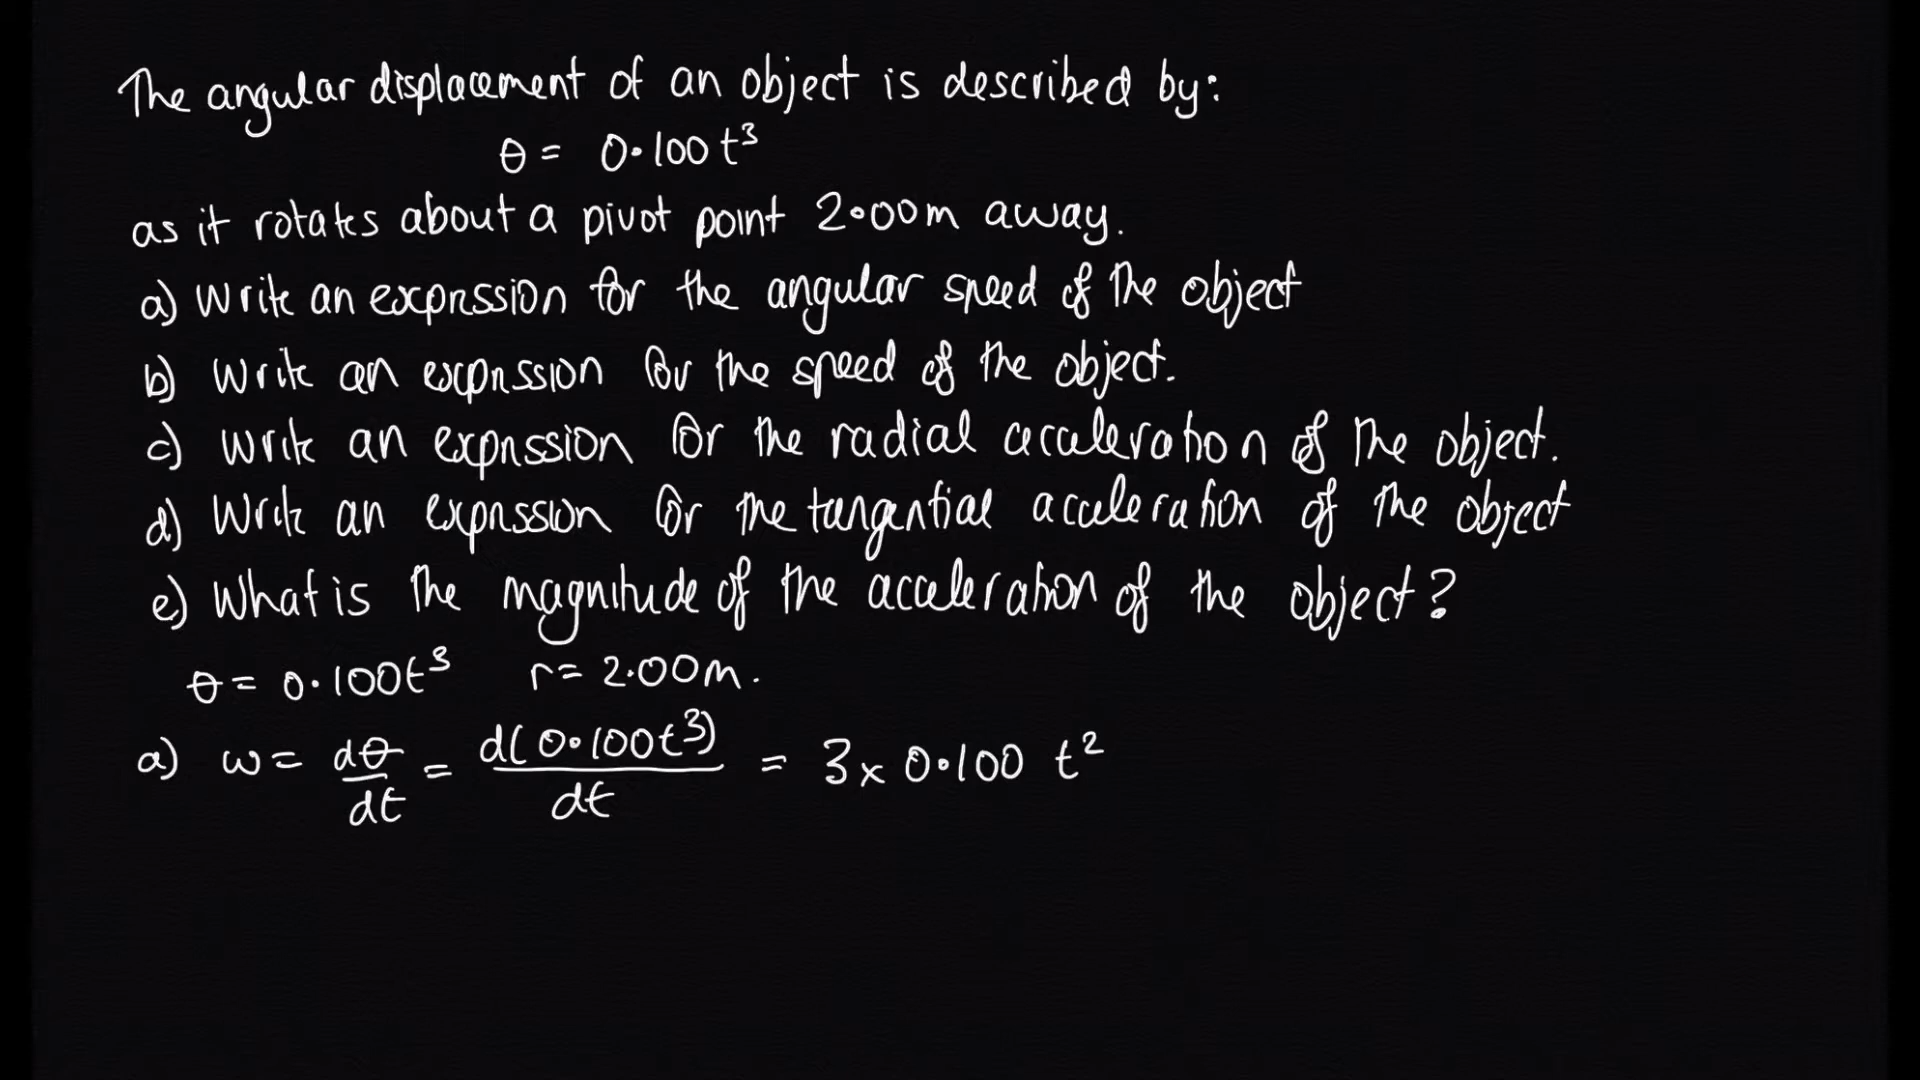 The angular displacement of an object is described by:
θ = 0.100 t³
as it rotates about a pivot point 2.00m away.
a) Write an expression for the angular speed of the object
b) Write an expression for the speed of the object.
c) Write an expression for the radial acceleration of the object.
d) Write an expression for the tangential acceleration of the object
e) What is the magnitude of the acceleration of the object?
θ = 0.100t³ r = 2.00m.
a) ω = dθ/dt = d(0.100t³)/dt = 3 x 0.100 t²